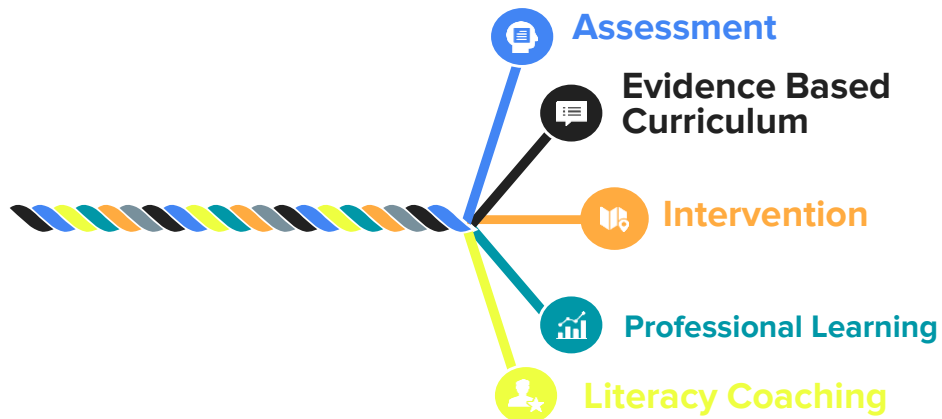 Assessment
Evidence Based
Curriculum
Intervention
Professional Learning
Literacy Coaching